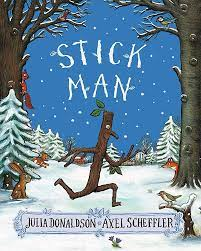 STICK
MAN
JULIA DONALDSON • AXEL SCHEFFLER